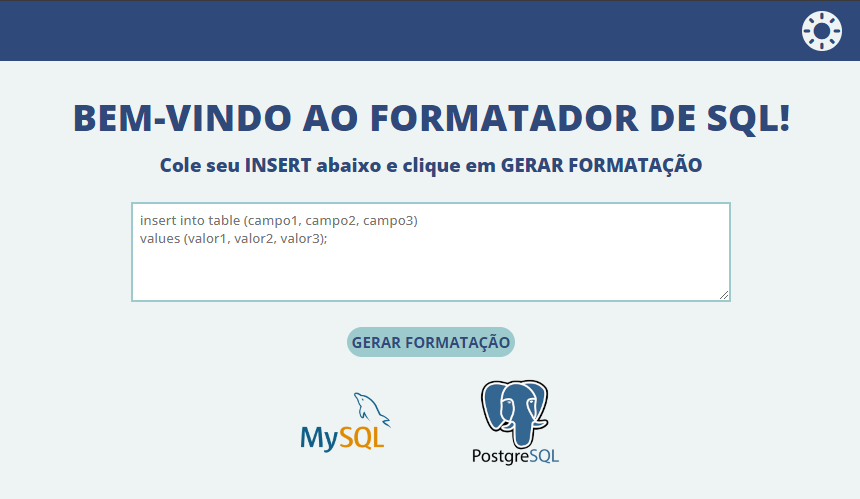 BEM-VINDO AO FORMATADOR DE SQL!
Cole seu INSERT abaixo e clique em GERAR FORMATAÇÃO
insert into table (campo1, campo2, campo3)
values (valor1, valor2, valor3);
GERAR FORMATAÇÃO
MySQL
PostgreSQL